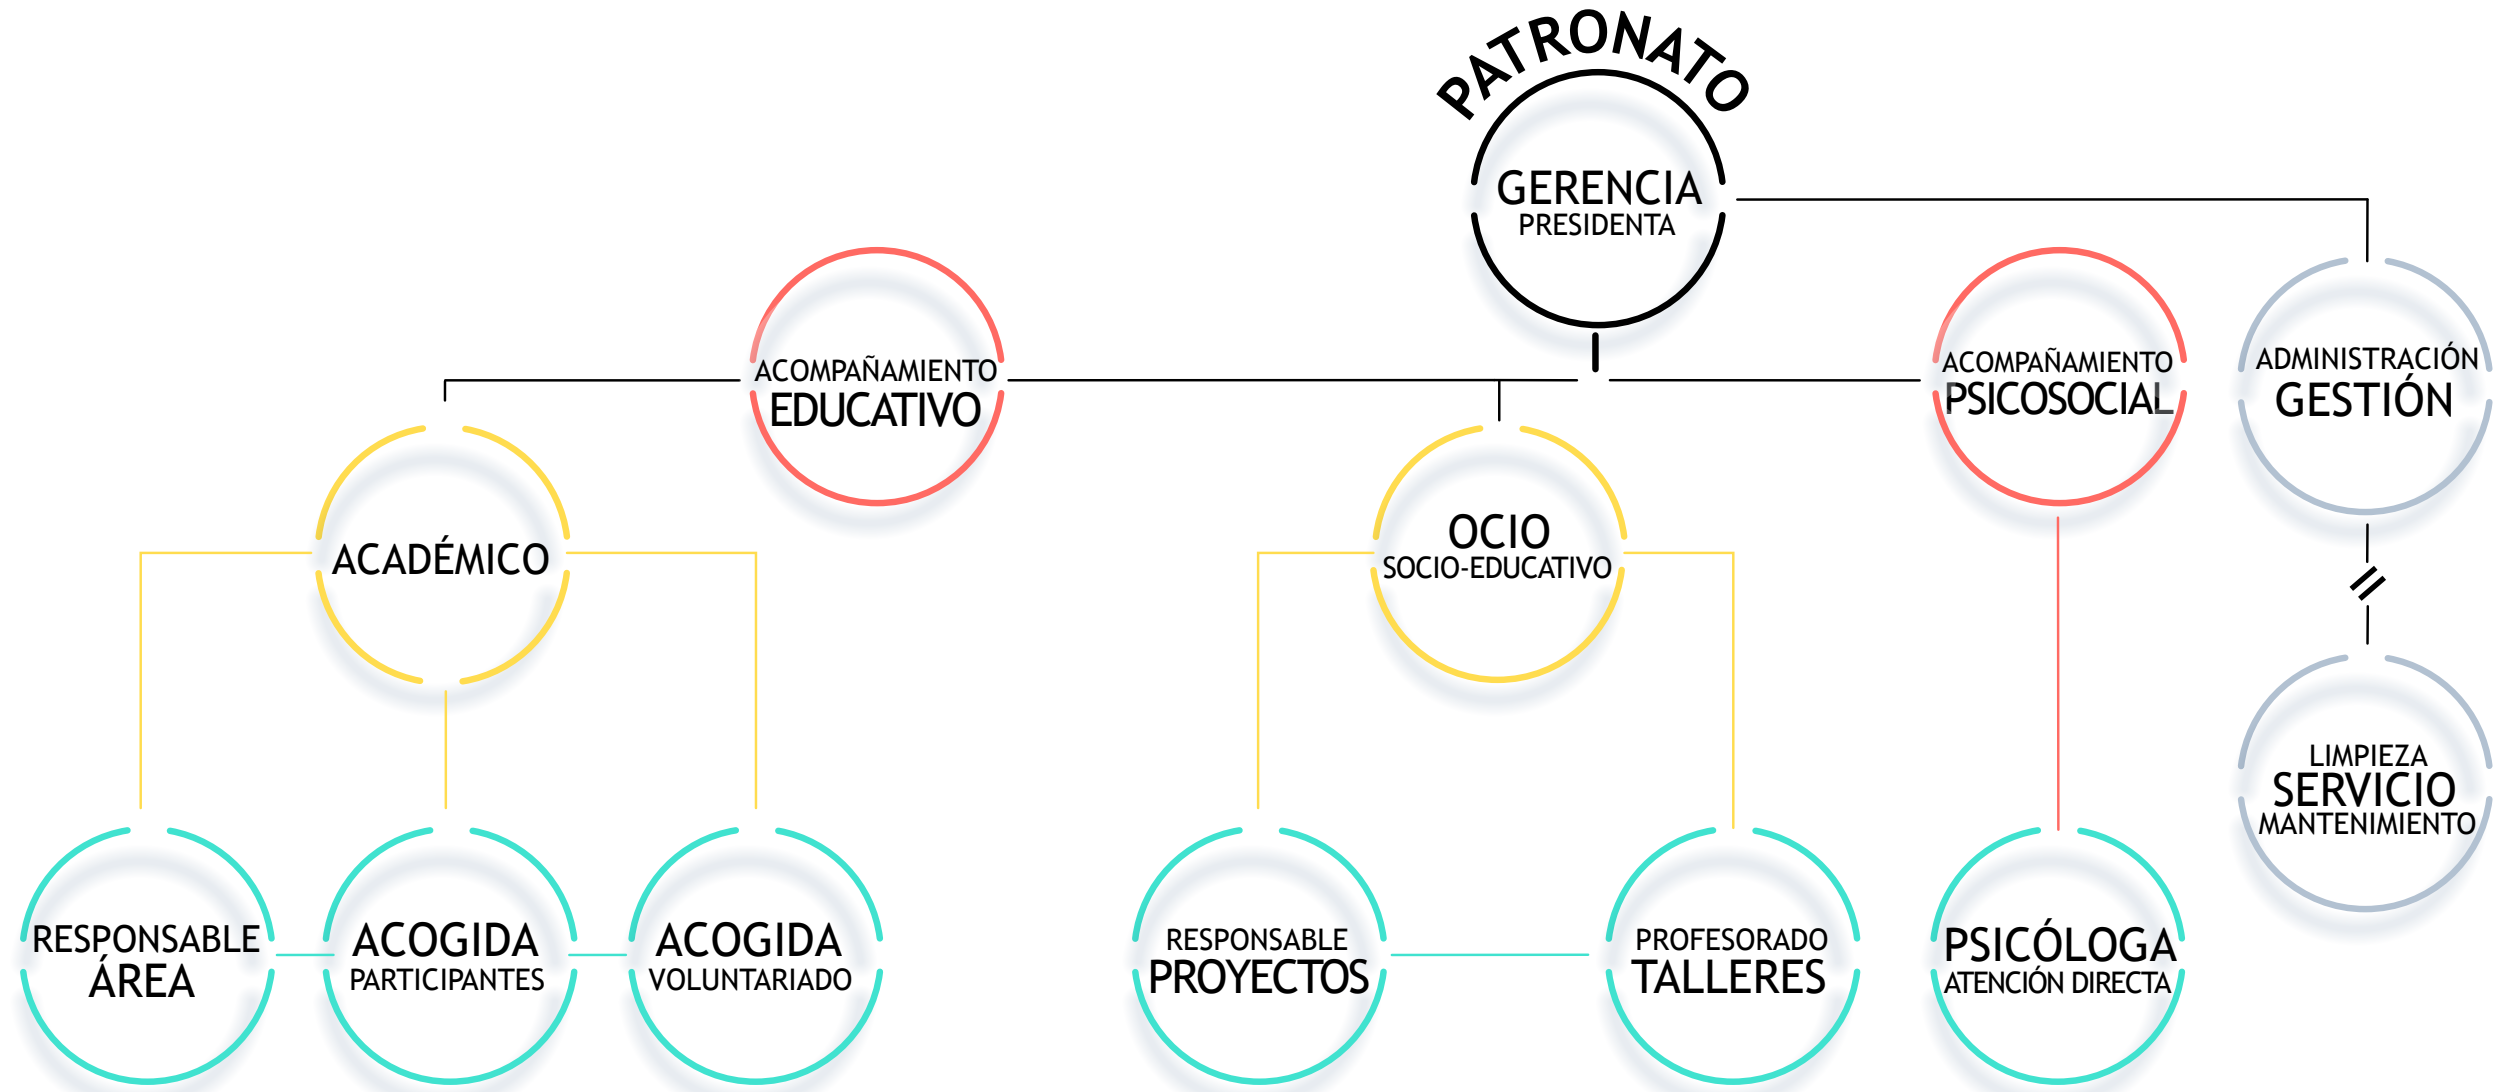 PATRONATO
GERENCIA
PRESIDENTA
ACOMPAÑAMIENTO
EDUCATIVO
ACOMPAÑAMIENTO
PSICOSOCIAL
ADMINISTRACIÓN
GESTIÓN
ACADÉMICO
OCIO
SOCIO-EDUCATIVO
LIMPIEZA
SERVICIO
MANTENIMIENTO
RESPONSABLE
ÁREA
ACOGIDA
PARTICIPANTES
ACOGIDA
VOLUNTARIADO
RESPONSABLE
PROYECTOS
PROFESORADO
TALLERES
PSICÓLOGA
ATENCIÓN DIRECTA